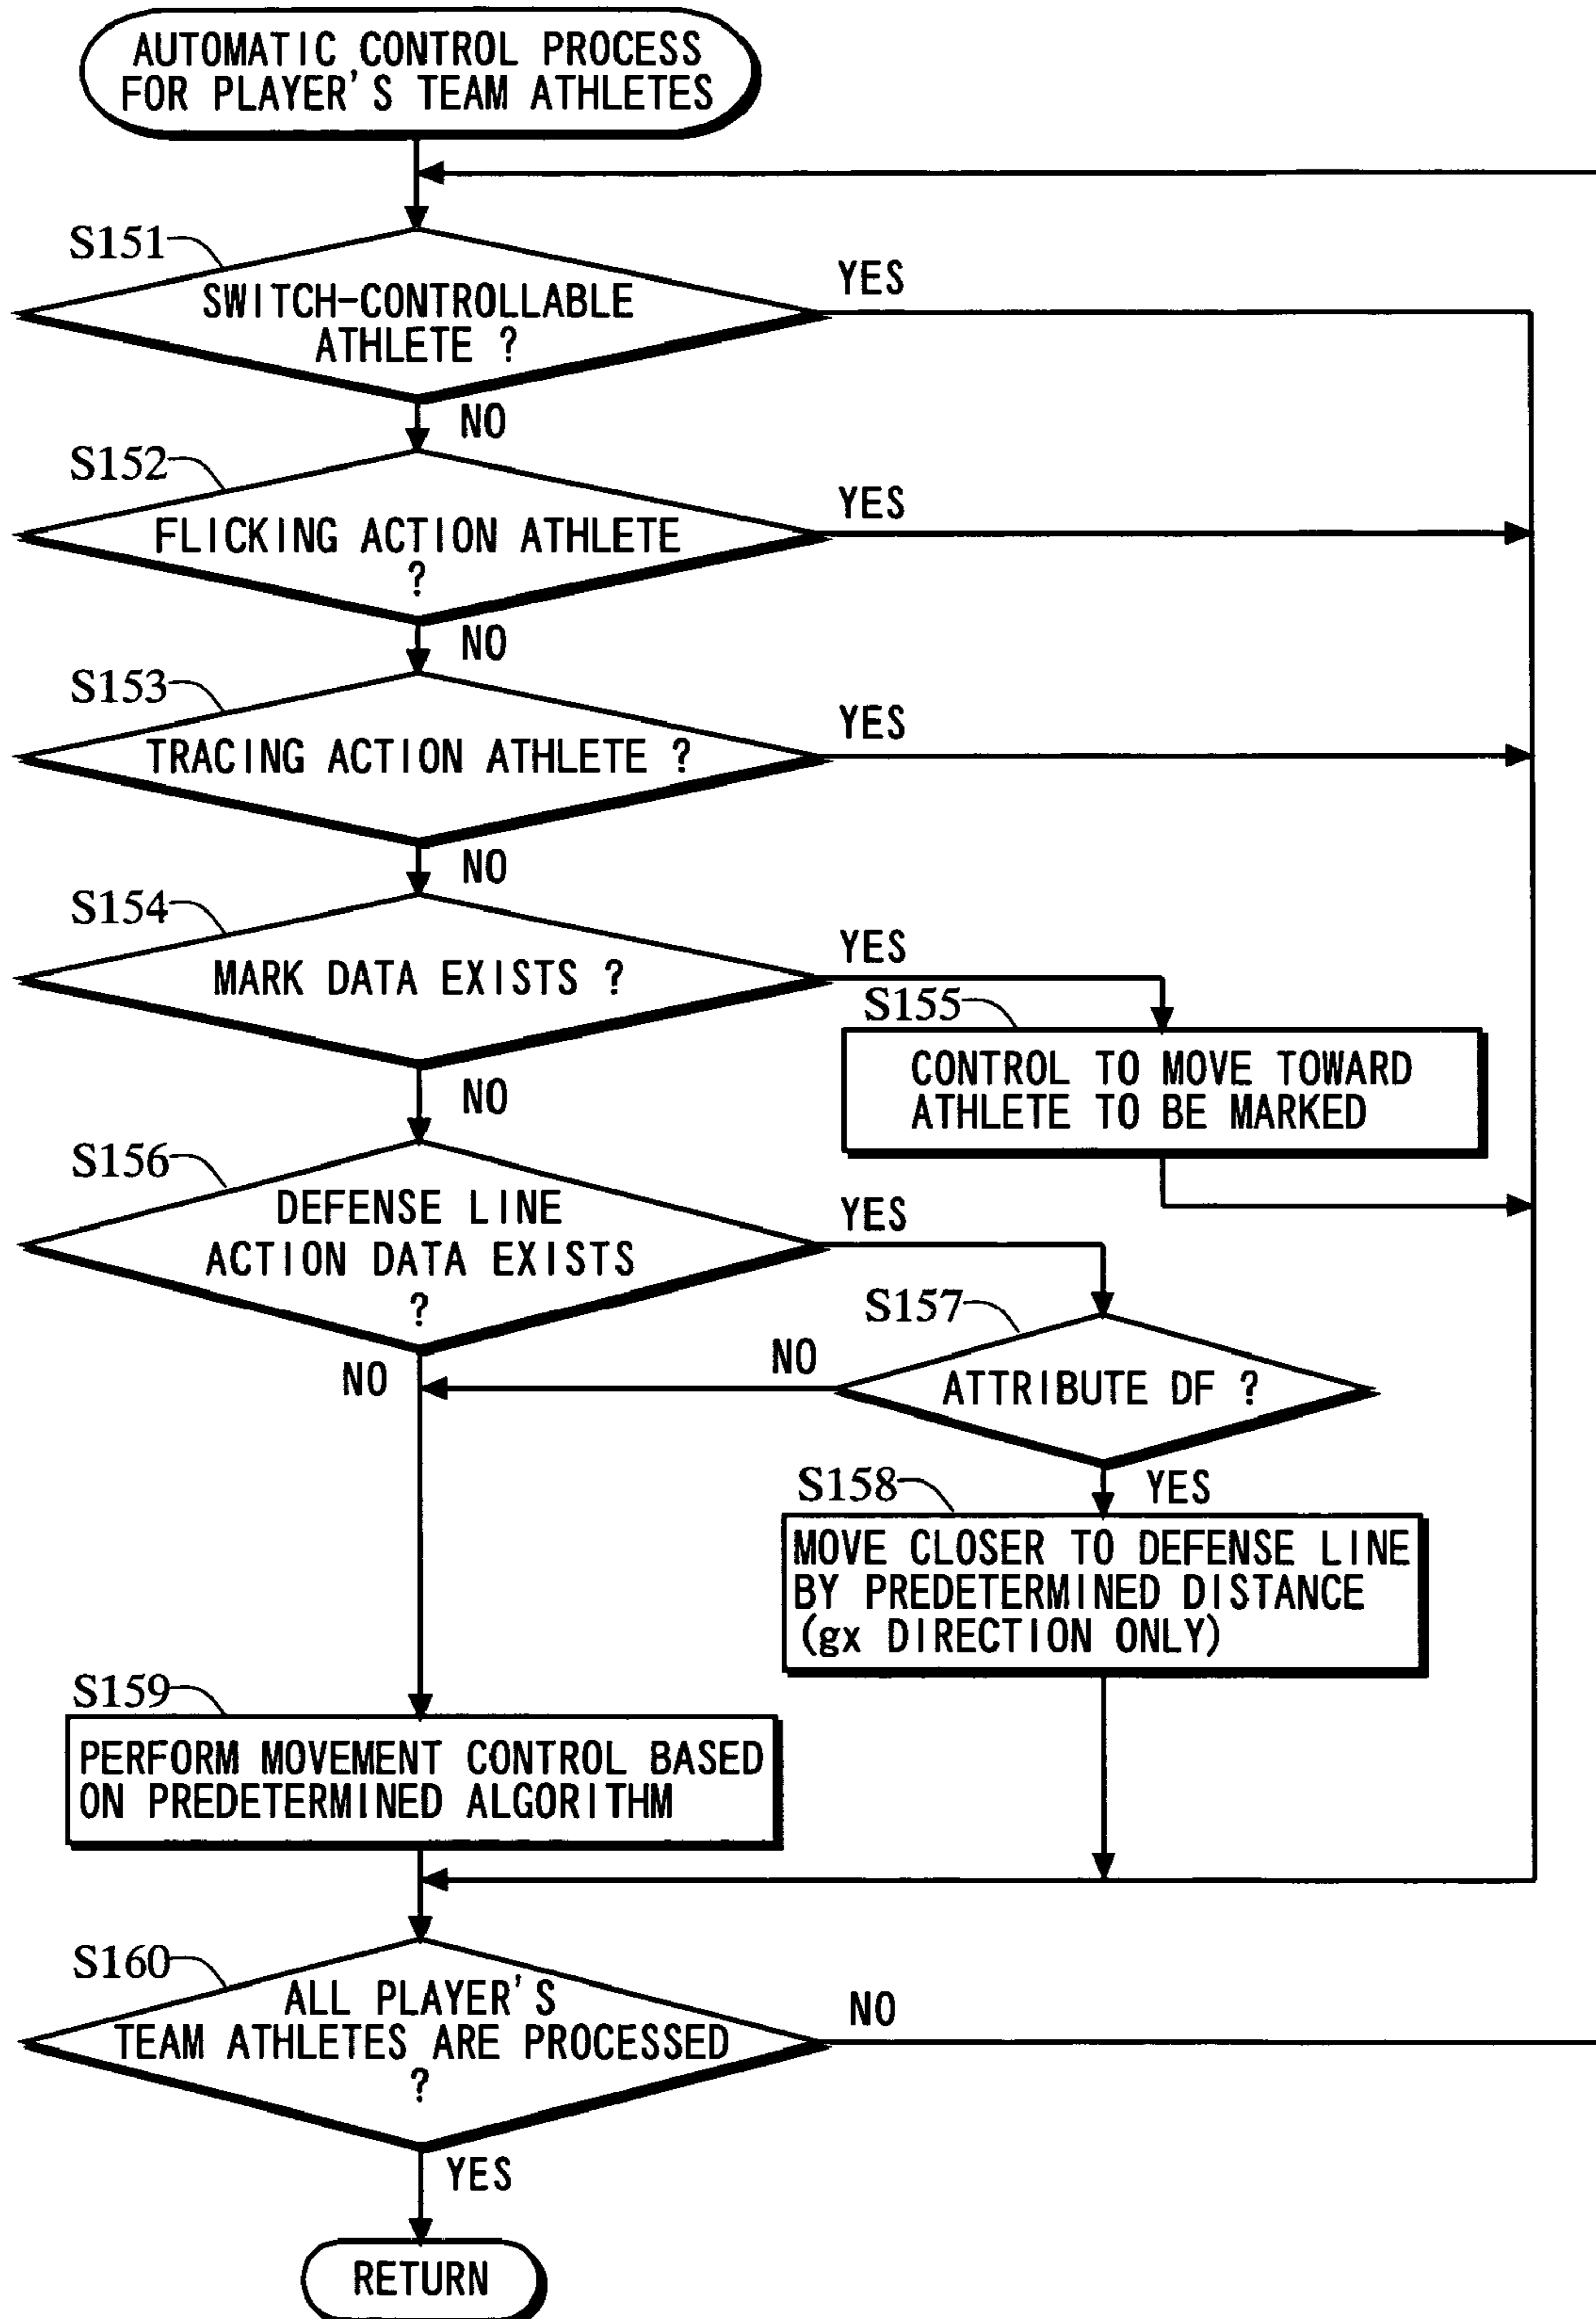 AUTOMATIC CONTROL PROCESS
FOR PLAYER'S TEAM ATHLETES
S151
SWITCH-CONTROLLABLE
ATHLETE ?
YES
NO
S152
FLICKING ACTION ATHLETE
?
YES
NO
S153
TRACING ACTION ATHLETE ?
YES
NO
S154
MARK DATA EXISTS ?
YES
NO
S155
CONTROL TO MOVE TOWARD
ATHLETE TO BE MARKED
S156
DEFENSE LINE
ACTION DATA EXISTS
?
YES
NO
S157
ATTRIBUTE DF ?
NO
YES
S158
MOVE CLOSER TO DEFENSE LINE
BY PREDETERMINED DISTANCE
(gx DIRECTION ONLY)
S159
PERFORM MOVEMENT CONTROL BASED
ON PREDETERMINED ALGORITHM
S160
ALL PLAYER'S
TEAM ATHLETES ARE PROCESSED
?
NO
YES
RETURN